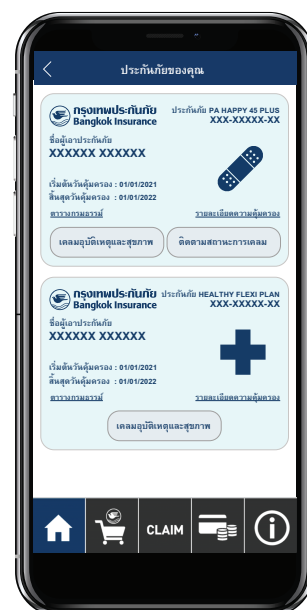 ประกันภัยของคุณ
กรุงเทพประกันภัย
Bangkok Insurance
ประกันภัย PA HAPPY 45 PLUS
XXX-XXXXX-XX
ชื่อผู้เอาประกันภัย
XXXXXX XXXXXX
เริ่มต้นวันคุ้มครอง : 01/01/2021
สิ้นสุดวันคุ้มครอง : 01/01/2022
ตารางกรมธรรม์
รายละเอียดความคุ้มครอง
เคลมอุบัติเหตุและสุขภาพ
ติดตามสถานะการเคลม
กรุงเทพประกันภัย
Bangkok Insurance
ประกันภัย HEALTHY FLEXI PLAN
XXX-XXXXX-XX
ชื่อผู้เอาประกันภัย
XXXXXX XXXXXX
เริ่มต้นวันคุ้มครอง : 01/01/2021
สิ้นสุดวันคุ้มครอง : 01/01/2022
ตารางกรมธรรม์
รายละเอียดความคุ้มครอง
เคลมอุบัติเหตุและสุขภาพ
CLAIM